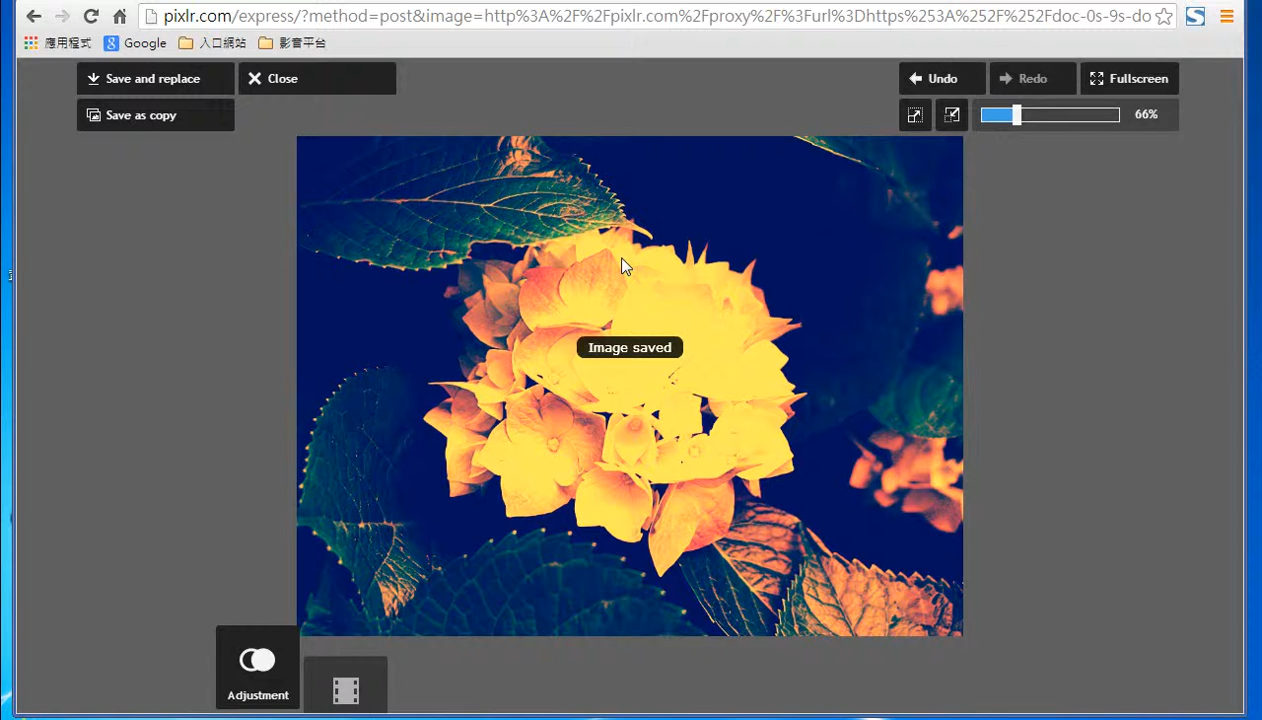 pixlr.com/express/?method=post&image=http%3A%2F%2Fpixlr.com%2Fproxy%2F%3Furl%3Dhttps%253A%252F%252Fdoc-0s-9s-do
應用程式 Google 入口網站 影音平台
Save and replace Close Undo Redo Fullscreen
Save as copy 66%
Image saved
Adjustment